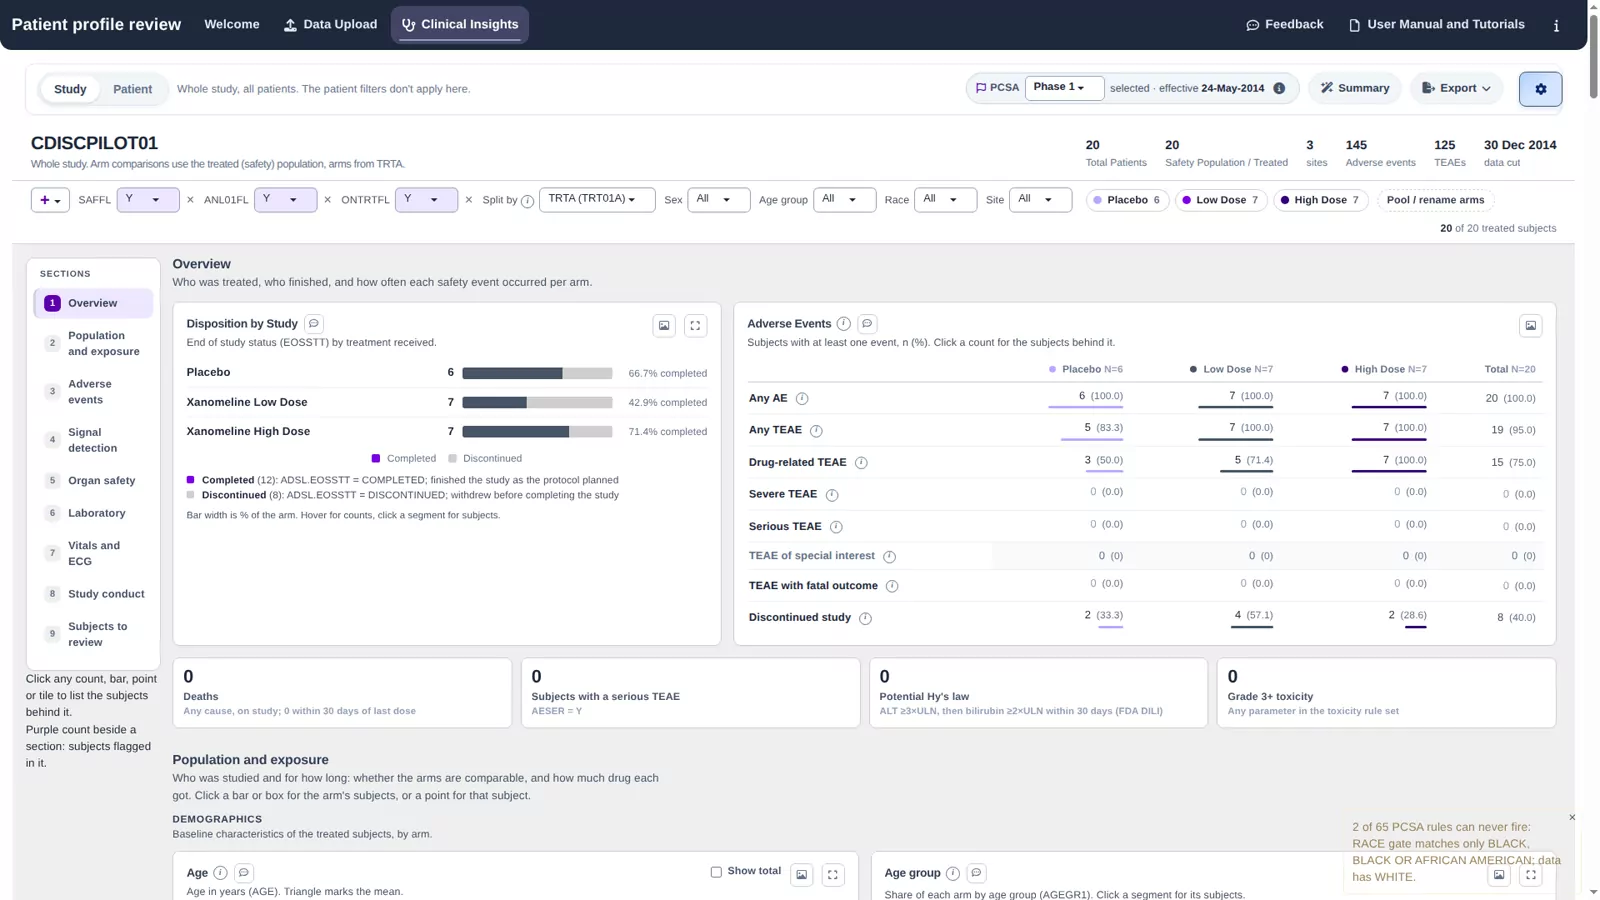 Patient profile review
Welcome
Data Upload
Clinical Insights
Feedback
User Manual and Tutorials
Study
Patient
Whole study, all patients. The patient filters don't apply here.
PCSA
Phase 1
selected · effective 24-May-2014
Summary
Export
CDISCPILOT01
Whole study. Arm comparisons use the treated (safety) population, arms from TRTA.
20
Total Patients
20
Safety Population / Treated
3
sites
145
Adverse events
125
TEAEs
30 Dec 2014
data cut
+
SAFFL
Y
×
ANL01FL
Y
×
ONTRTFL
Y
×
Split by
TRTA (TRT01A)
Sex
All
Age group
All
Race
All
Site
All
Placebo 6
Low Dose 7
High Dose 7
Pool / rename arms
20 of 20 treated subjects
SECTIONS
1 Overview
2 Population and exposure
3 Adverse events
4 Signal detection
5 Organ safety
6 Laboratory
7 Vitals and ECG
8 Study conduct
9 Subjects to review
Click any count, bar, point
or tile to list the subjects
behind it.
Purple count beside a
section: subjects flagged
in it.
Overview
Who was treated, who finished, and how often each safety event occurred per arm.
Disposition by Study
End of study status (EOSSTT) by treatment received.
Placebo 6 66.7% completed
Xanomeline Low Dose 7 42.9% completed
Xanomeline High Dose 7 71.4% completed
Completed Discontinued
Completed (12): ADSL.EOSSTT = COMPLETED; finished the study as the protocol planned
Discontinued (8): ADSL.EOSSTT = DISCONTINUED; withdrew before completing the study
Bar width is % of the arm. Hover for counts, click a segment for subjects.
Adverse Events
Subjects with at least one event, n (%). Click a count for the subjects behind it.
Placebo N=6 Low Dose N=7 High Dose N=7 Total N=20
Any AE 6 (100.0) 7 (100.0) 7 (100.0) 20 (100.0)
Any TEAE 5 (83.3) 7 (100.0) 7 (100.0) 19 (95.0)
Drug-related TEAE 3 (50.0) 5 (71.4) 7 (100.0) 15 (75.0)
Severe TEAE 0 (0.0) 0 (0.0) 0 (0.0) 0 (0.0)
Serious TEAE 0 (0.0) 0 (0.0) 0 (0.0) 0 (0.0)
TEAE of special interest 0 (0) 0 (0) 0 (0) 0 (0)
TEAE with fatal outcome 0 (0.0) 0 (0.0) 0 (0.0) 0 (0.0)
Discontinued study 2 (33.3) 4 (57.1) 2 (28.6) 8 (40.0)
0
Deaths
Any cause, on study; 0 within 30 days of last dose
0
Subjects with a serious TEAE
AESER = Y
0
Potential Hy's law
ALT ≥3×ULN, then bilirubin ≥2×ULN within 30 days (FDA DILI)
0
Grade 3+ toxicity
Any parameter in the toxicity rule set
Population and exposure
Who was studied and for how long: whether the arms are comparable, and how much drug each
got. Click a bar or box for the arm's subjects, or a point for that subject.
DEMOGRAPHICS
Baseline characteristics of the treated subjects, by arm.
Age
Show total
Age in years (AGE). Triangle marks the mean.
Age group
Share of each arm by age group (AGEGR1). Click a segment for its subjects.
×
2 of 65 PCSA rules can never fire:
RACE gate matches only BLACK,
BLACK OR AFRICAN AMERICAN; data
has WHITE.